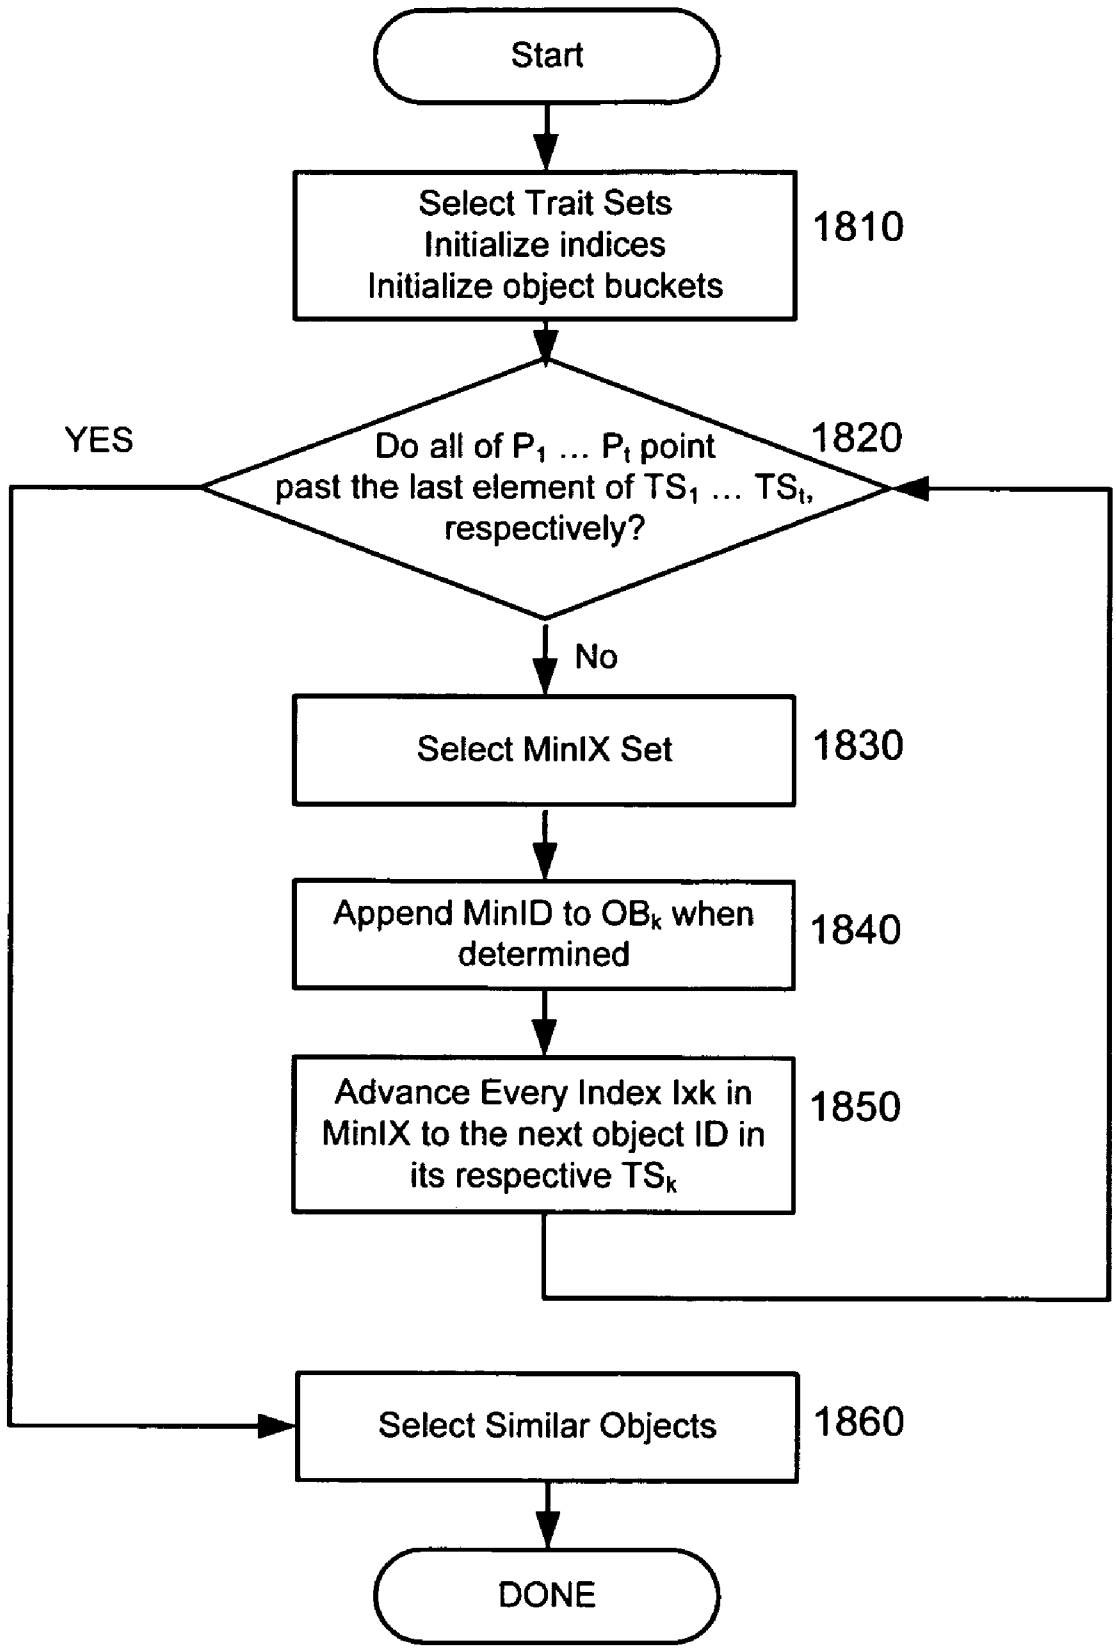 Start
Select Trait Sets
Initialize indices
Initialize object buckets
1810
YES
1820
Do all of P₁ ... Pₜ point
past the last element of TS₁ ... TSₜ,
respectively?
No
Select MinIX Set
1830
Append MinID to OBₖ when
determined
1840
Advance Every Index Ixk in
MinIX to the next object ID in
its respective TSₖ
1850
Select Similar Objects
1860
DONE